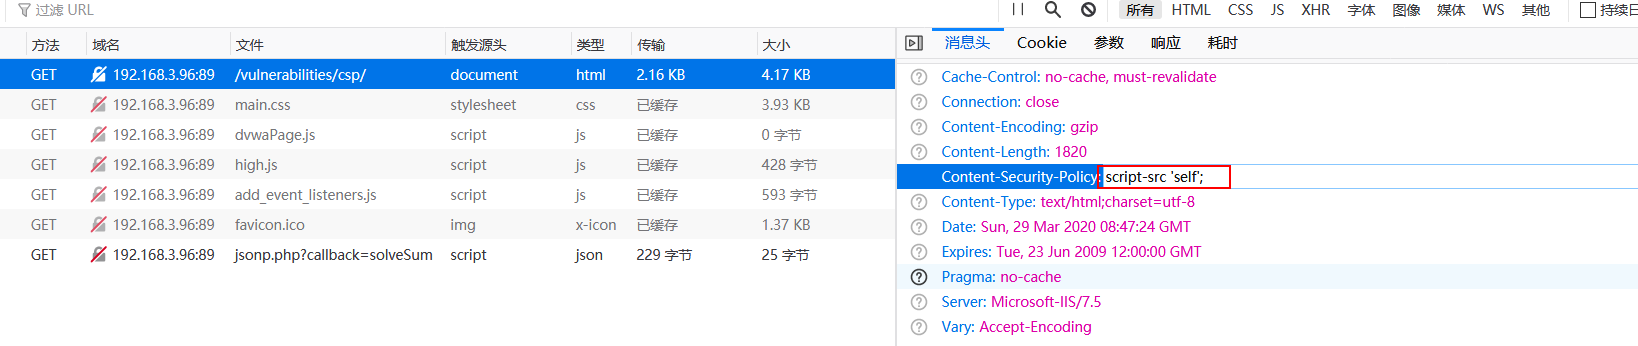 过滤 URL
所有 HTML CSS JS XHR 字体 图像 媒体 WS 其他 持续日
方法 域名 文件 触发源头 类型 传输 大小
GET 192.168.3.96:89 /vulnerabilities/csp/ document html 2.16 KB 4.17 KB
GET 192.168.3.96:89 main.css stylesheet css 已缓存 3.93 KB
GET 192.168.3.96:89 dvwaPage.js script js 已缓存 0 字节
GET 192.168.3.96:89 high.js script js 已缓存 428 字节
GET 192.168.3.96:89 add_event_listeners.js script js 已缓存 593 字节
GET 192.168.3.96:89 favicon.ico img x-icon 已缓存 1.37 KB
GET 192.168.3.96:89 jsonp.php?callback=solveSum script json 229 字节 25 字节
消息头 Cookie 参数 响应 耗时
Cache-Control: no-cache, must-revalidate
Connection: close
Content-Encoding: gzip
Content-Length: 1820
Content-Security-Policy: script-src 'self';
Content-Type: text/html;charset=utf-8
Date: Sun, 29 Mar 2020 08:47:24 GMT
Expires: Tue, 23 Jun 2009 12:00:00 GMT
Pragma: no-cache
Server: Microsoft-IIS/7.5
Vary: Accept-Encoding